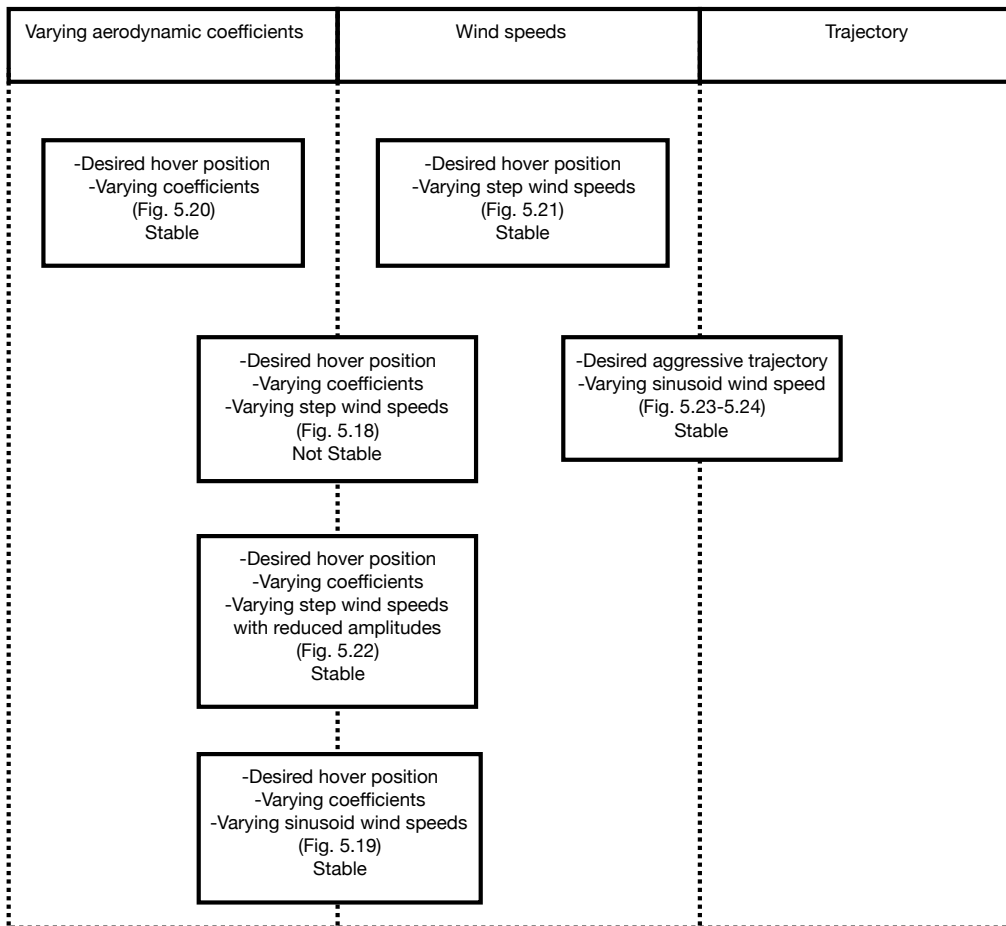 Varying aerodynamic coefficients
Wind speeds
Trajectory
-Desired hover position
-Varying coefficients
(Fig. 5.20)
Stable
-Desired hover position
-Varying step wind speeds
(Fig. 5.21)
Stable
-Desired hover position
-Varying coefficients
-Varying step wind speeds
(Fig. 5.18)
Not Stable
-Desired aggressive trajectory
-Varying sinusoid wind speed
(Fig. 5.23-5.24)
Stable
-Desired hover position
-Varying coefficients
-Varying step wind speeds
with reduced amplitudes
(Fig. 5.22)
Stable
-Desired hover position
-Varying coefficients
-Varying sinusoid wind speeds
(Fig. 5.19)
Stable